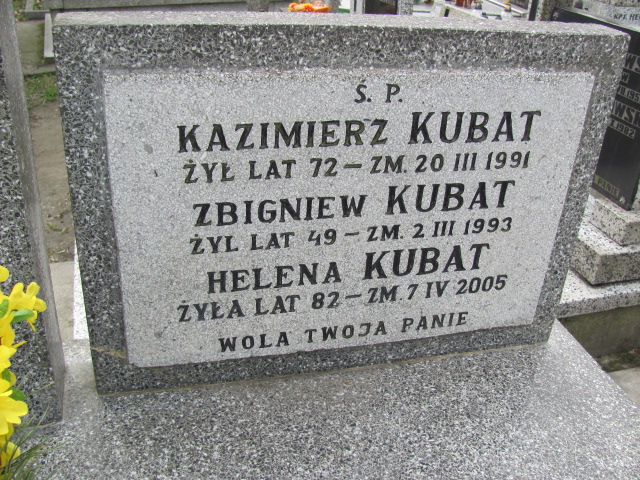 Ś. P.
KAZIMIERZ KUBAT
ŻYŁ LAT 72 – ZM. 20 III 1991
ZBIGNIEW KUBAT
ŻYŁ LAT 49 – ZM. 2 III 1993
HELENA KUBAT
ŻYŁA LAT 82 – ZM. 7 IV 2005
WOLA TWOJA PANIE